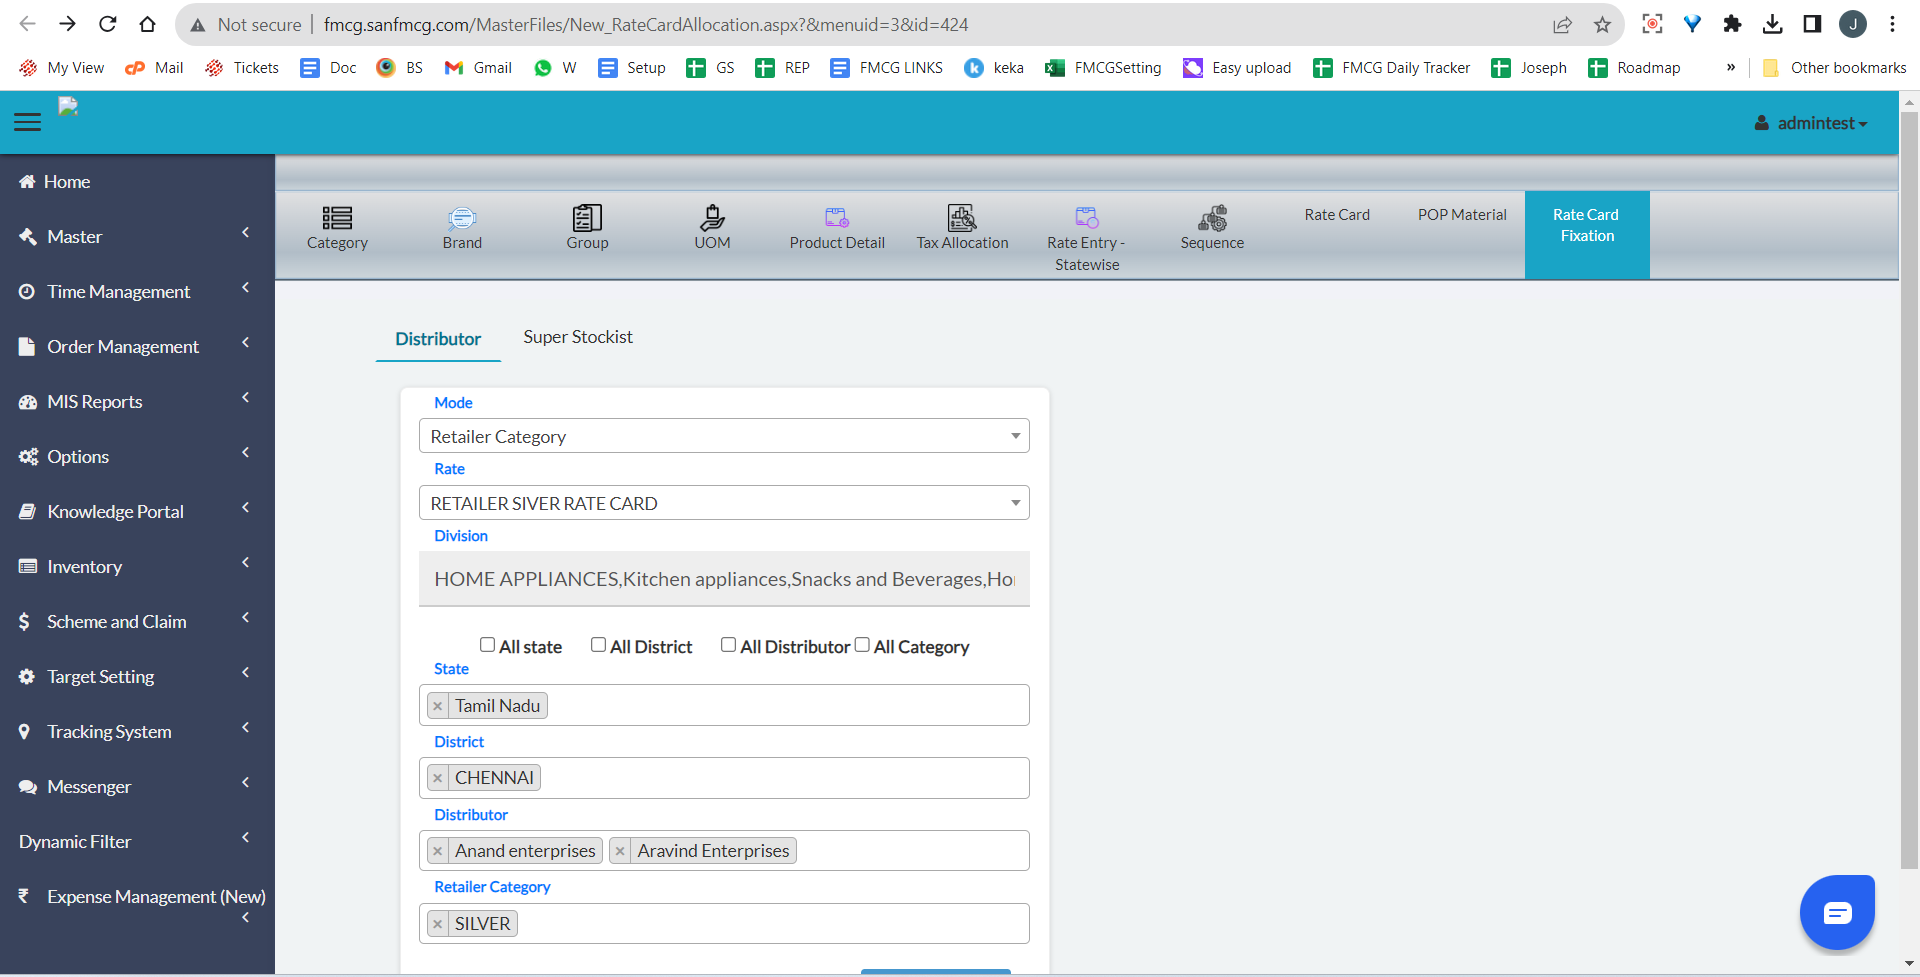 Not secure
fmcg.sanfmcg.com/MasterFiles/New_RateCardAllocation.aspx?&menuid=3&id=424
J
My View
Mail
Tickets
Doc
BS
Gmail
W
Setup
GS
REP
FMCG LINKS
keka
FMCGSetting
Easy upload
FMCG Daily Tracker
Joseph
Roadmap
»
Other bookmarks
admintest
Home
Master
Time Management
Order Management
MIS Reports
Options
Knowledge Portal
Inventory
Scheme and Claim
Target Setting
Tracking System
Messenger
Dynamic Filter
Expense Management (New)
Category
Brand
Group
UOM
Product Detail
Tax Allocation
Rate Entry -
Statewise
Sequence
Rate Card
POP Material
Rate Card
Fixation
Distributor
Super Stockist
Mode
Retailer Category
Rate
RETAILER SIVER RATE CARD
Division
HOME APPLIANCES,Kitchen appliances,Snacks and Beverages,Hoı
All state
All District
All Distributor
All Category
State
× Tamil Nadu
District
× CHENNAI
Distributor
× Anand enterprises × Aravind Enterprises
Retailer Category
× SILVER